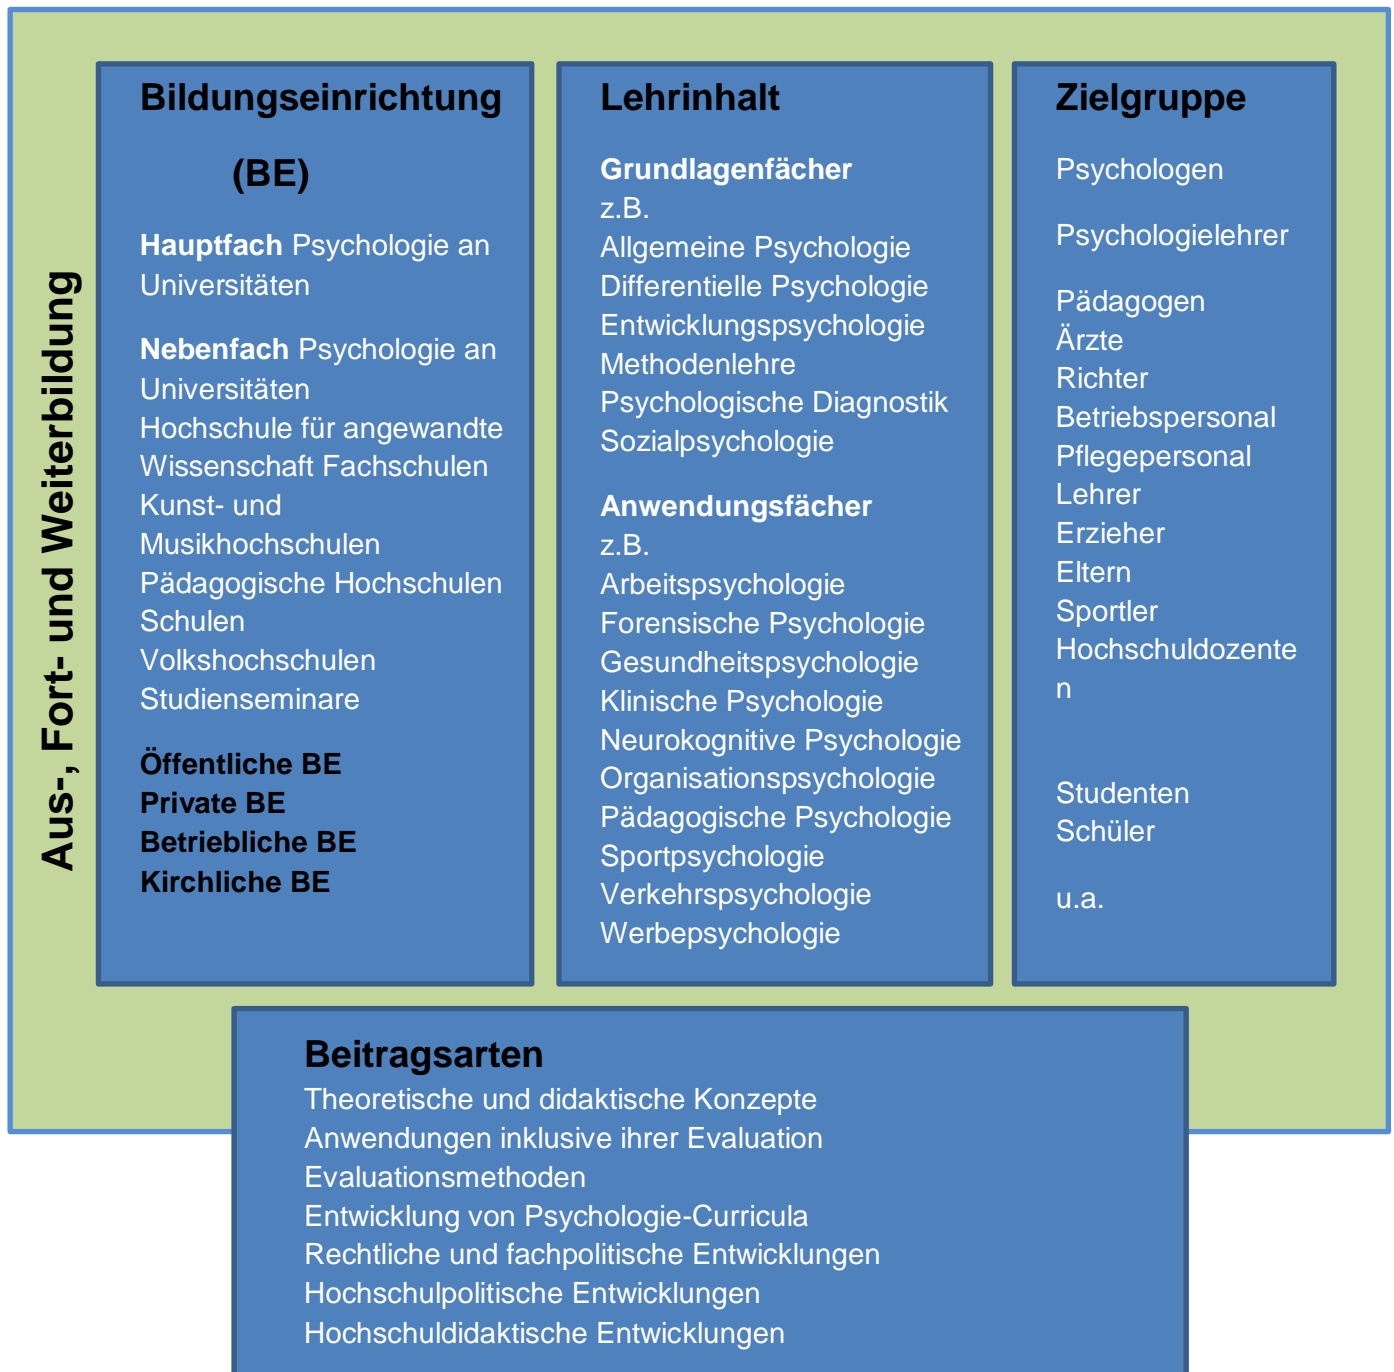 Aus-, Fort- und Weiterbildung
Bildungseinrichtung
(BE)
Hauptfach Psychologie an
Universitäten
Nebenfach Psychologie an
Universitäten
Hochschule für angewandte
Wissenschaft Fachschulen
Kunst- und
Musikhochschulen
Pädagogische Hochschulen
Schulen
Volkshochschulen
Studienseminare
Öffentliche BE
Private BE
Betriebliche BE
Kirchliche BE
Lehrinhalt
Grundlagenfächer
z.B.
Allgemeine Psychologie
Differentielle Psychologie
Entwicklungspsychologie
Methodenlehre
Psychologische Diagnostik
Sozialpsychologie
Anwendungsfächer
z.B.
Arbeitspsychologie
Forensische Psychologie
Gesundheitspsychologie
Klinische Psychologie
Neurokognitive Psychologie
Organisationspsychologie
Pädagogische Psychologie
Sportpsychologie
Verkehrspsychologie
Werbepsychologie
Zielgruppe
Psychologen
Psychologielehrer
Pädagogen
Ärzte
Richter
Betriebspersonal
Pflegepersonal
Lehrer
Erzieher
Eltern
Sportler
Hochschuldozente
n
Studenten
Schüler
u.a.
Beitragsarten
Theoretische und didaktische Konzepte
Anwendungen inklusive ihrer Evaluation
Evaluationsmethoden
Entwicklung von Psychologie-Curricula
Rechtliche und fachpolitische Entwicklungen
Hochschulpolitische Entwicklungen
Hochschuldidaktische Entwicklungen